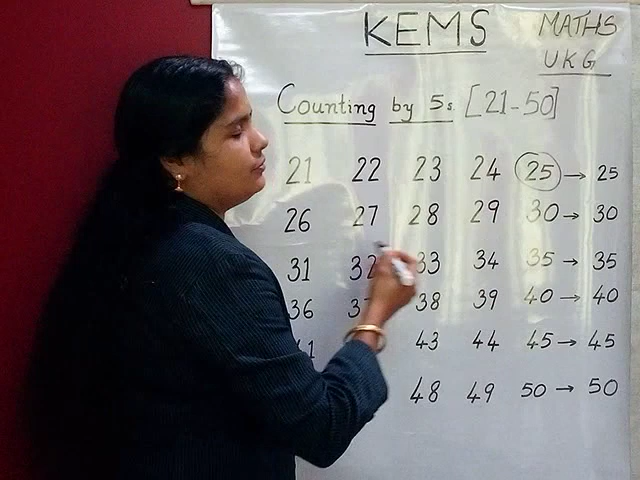 KEMS MATHS
UKG
Counting by 5s [21-50]
21 22 23 24 25 → 25
26 27 28 29 30 → 30
31 32 33 34 35 → 35
36 38 39 40 → 40
43 44 45 → 45
48 49 50 → 50